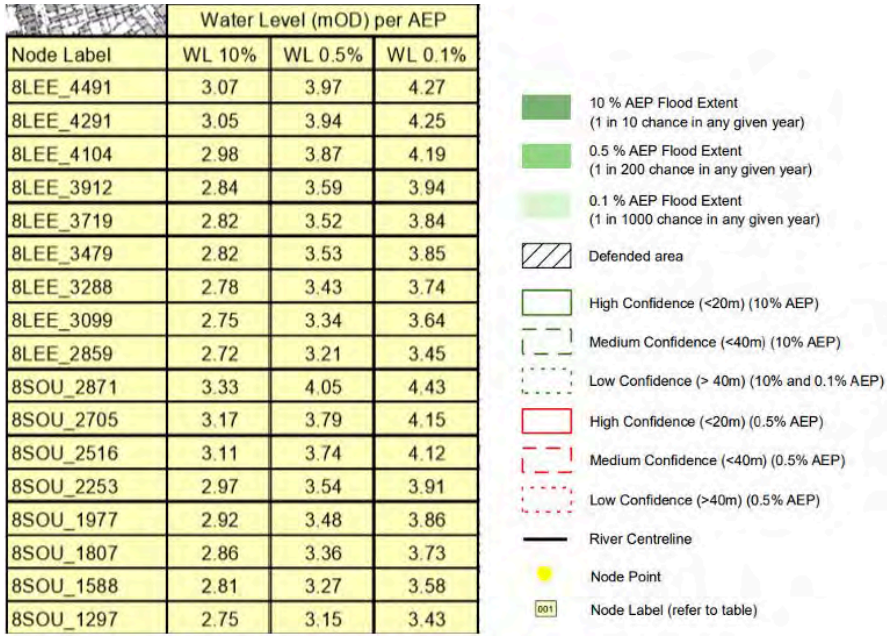 Water Level (mOD) per AEP
Node Label WL 10% WL 0.5% WL 0.1%
8LEE_4491 3.07 3.97 4.27
8LEE_4291 3.05 3.94 4.25
8LEE_4104 2.98 3.87 4.19
8LEE_3912 2.84 3.59 3.94
8LEE_3719 2.82 3.52 3.84
8LEE_3479 2.82 3.53 3.85
8LEE_3288 2.78 3.43 3.74
8LEE_3099 2.75 3.34 3.64
8LEE_2859 2.72 3.21 3.45
8SOU_2871 3.33 4.05 4.43
8SOU_2705 3.17 3.79 4.15
8SOU_2516 3.11 3.74 4.12
8SOU_2253 2.97 3.54 3.91
8SOU_1977 2.92 3.48 3.86
8SOU_1807 2.86 3.36 3.73
8SOU_1588 2.81 3.27 3.58
8SOU_1297 2.75 3.15 3.43
10 % AEP Flood Extent
(1 in 10 chance in any given year)
0.5 % AEP Flood Extent
(1 in 200 chance in any given year)
0.1 % AEP Flood Extent
(1 in 1000 chance in any given year)
Defended area
High Confidence (<20m) (10% AEP)
Medium Confidence (<40m) (10% AEP)
Low Confidence (> 40m) (10% and 0.1% AEP)
High Confidence (<20m) (0.5% AEP)
Medium Confidence (<40m) (0.5% AEP)
Low Confidence (>40m) (0.5% AEP)
River Centreline
Node Point
001 Node Label (refer to table)